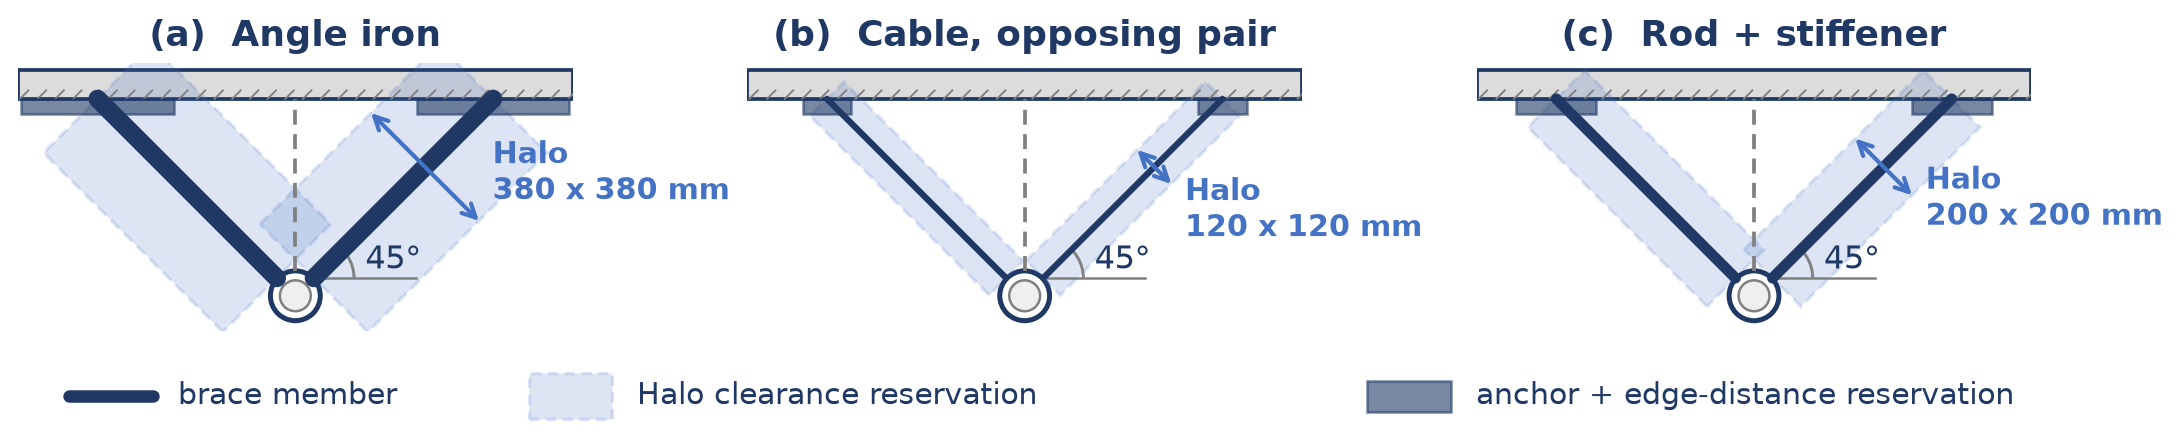 (a)  Angle iron
(b)  Cable, opposing pair
(c)  Rod + stiffener
Halo
380 x 380 mm
45°
Halo
120 x 120 mm
45°
Halo
200 x 200 mm
45°
brace member
Halo clearance reservation
anchor + edge-distance reservation